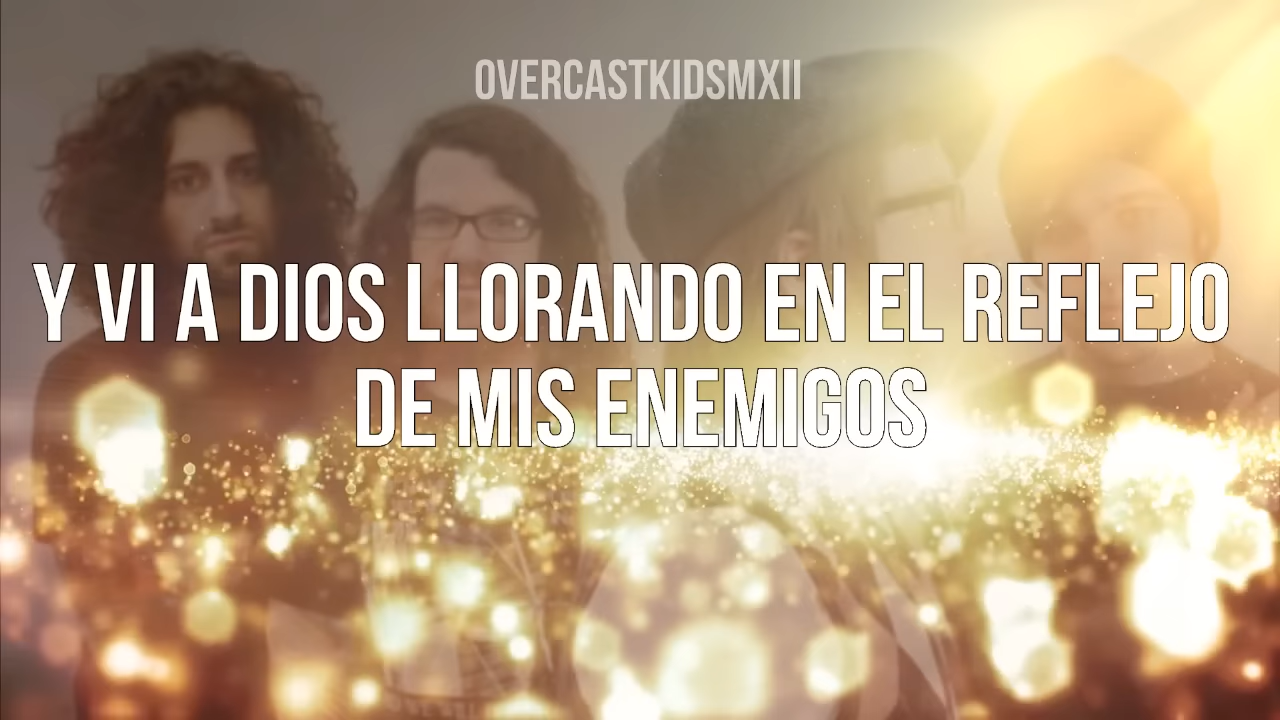 OVERCASTKIDSMXII
Y VI A DIOS LLORANDO EN EL REFLEJO
DE MIS ENEMIGOS